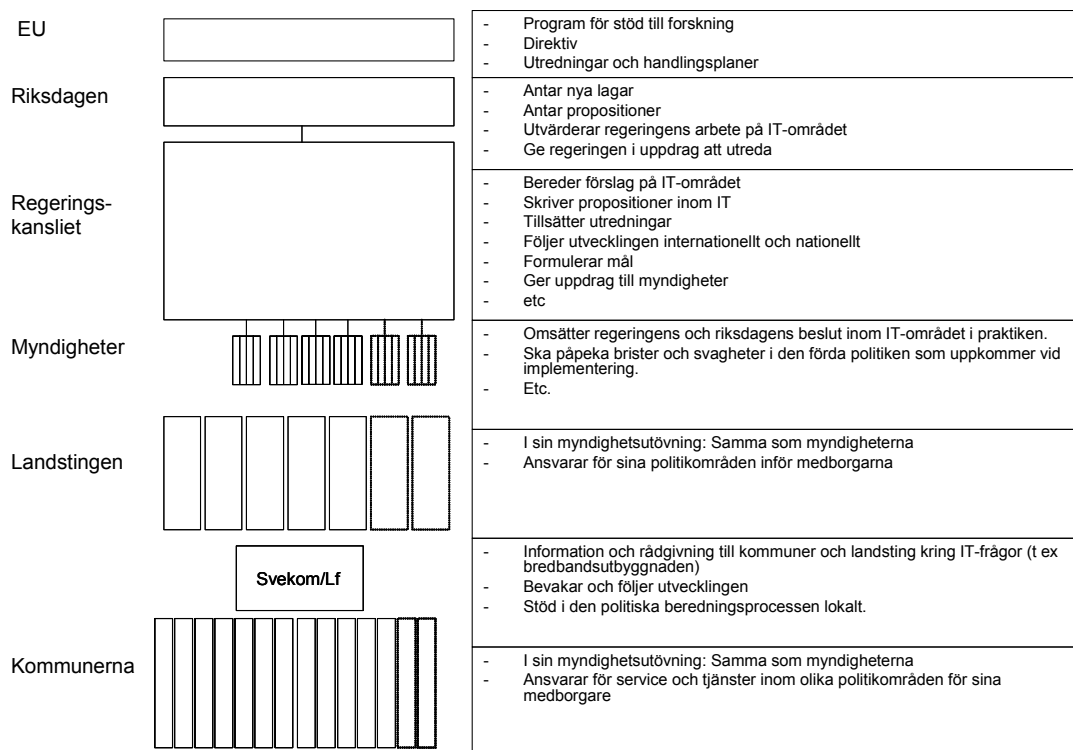 EU
- Program för stöd till forskning
- Direktiv
- Utredningar och handlingsplaner
Riksdagen
- Antar nya lagar
- Antar propositioner
- Utvärderar regeringens arbete på IT-området
- Ge regeringen i uppdrag att utreda
Regerings-
kansliet
- Bereder förslag på IT-området
- Skriver propositioner inom IT
- Tillsätter utredningar
- Följer utvecklingen internationellt och nationellt
- Formulerar mål
- Ger uppdrag till myndigheter
- etc
Myndigheter
- Omsätter regeringens och riksdagens beslut inom IT-området i praktiken.
- Ska påpeka brister och svagheter i den förda politiken som uppkommer vid
implementering.
- Etc.
Landstingen
- I sin myndighetsutövning: Samma som myndigheterna
- Ansvarar för sina politikområden inför medborgarna
Svekom/Lf
- Information och rådgivning till kommuner och landsting kring IT-frågor (t ex
bredbandsutbyggnaden)
- Bevakar och följer utvecklingen
- Stöd i den politiska beredningsprocessen lokalt.
Kommunerna
- I sin myndighetsutövning: Samma som myndigheterna
- Ansvarar för service och tjänster inom olika politikområden för sina
medborgare